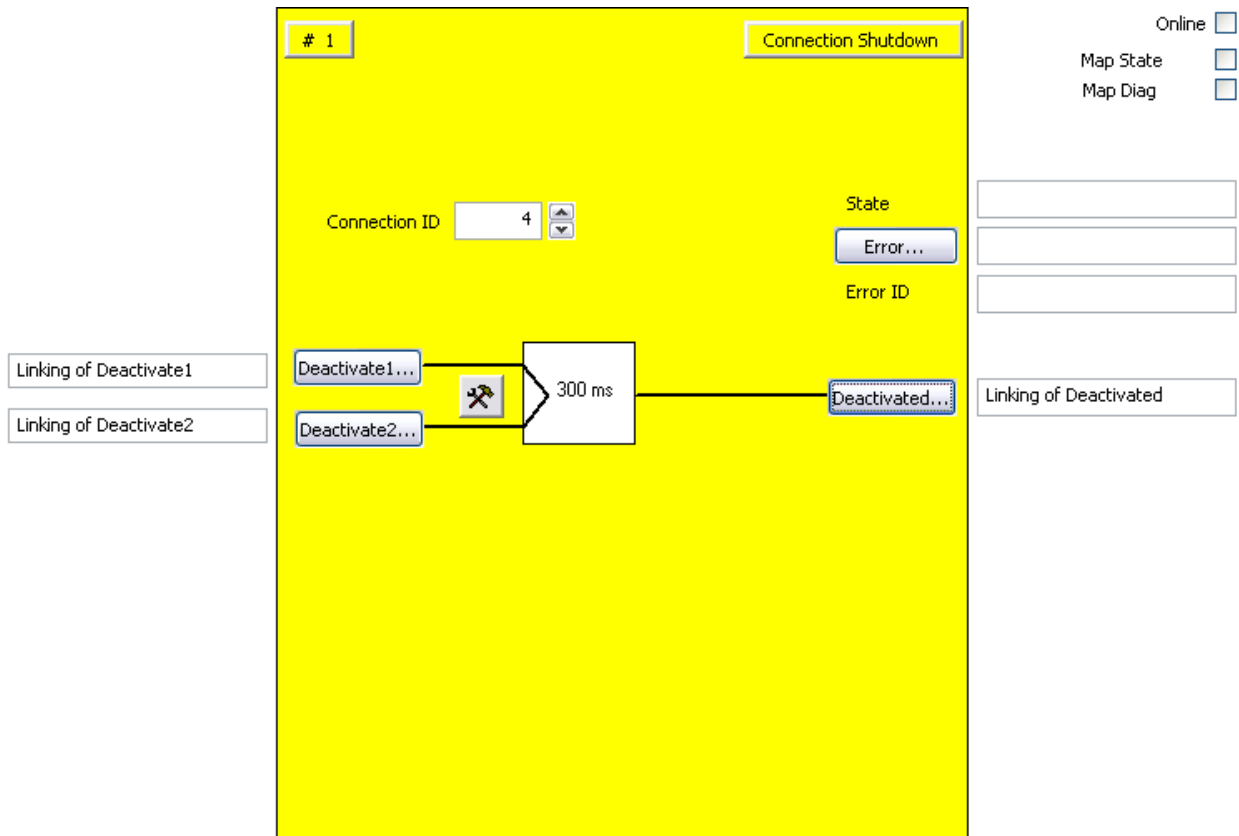 # 1
Connection Shutdown
Online
Map State
Map Diag
Connection ID
4
State
Error...
Error ID
Linking of Deactivate1
Deactivate1...
300 ms
Deactivated...
Linking of Deactivated
Linking of Deactivate2
Deactivate2...